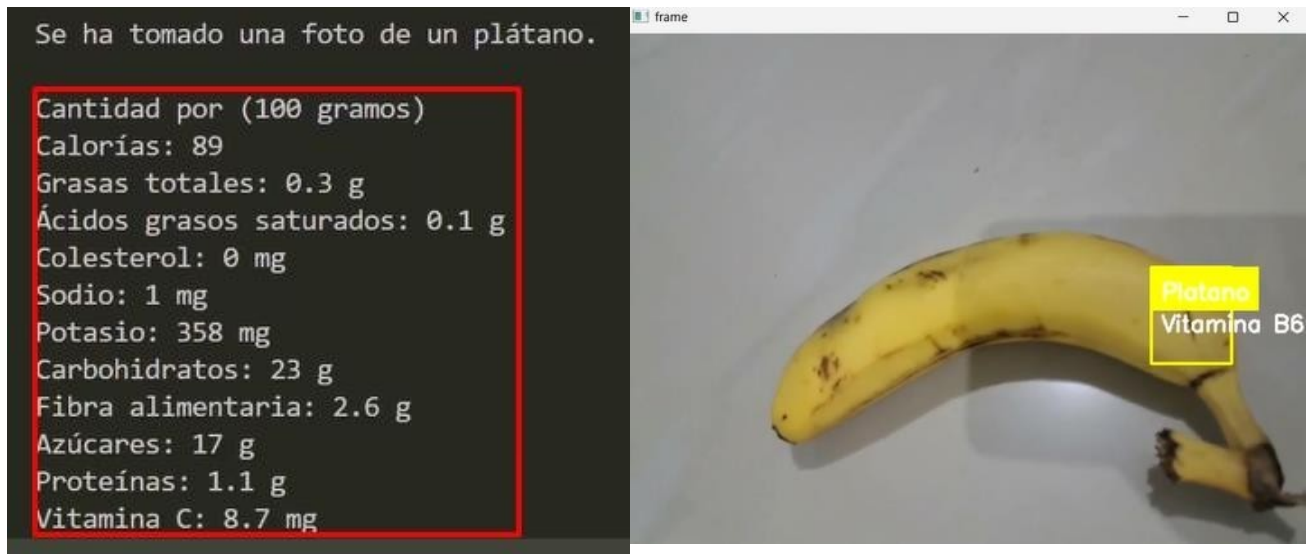 Se ha tomado una foto de un plátano.
Cantidad por (100 gramos)
Calorías: 89
Grasas totales: 0.3 g
Ácidos grasos saturados: 0.1 g
Colesterol: 0 mg
Sodio: 1 mg
Potasio: 358 mg
Carbohidratos: 23 g
Fibra alimentaria: 2.6 g
Azúcares: 17 g
Proteínas: 1.1 g
Vitamina C: 8.7 mg
frame
Platano
Vitamina B6